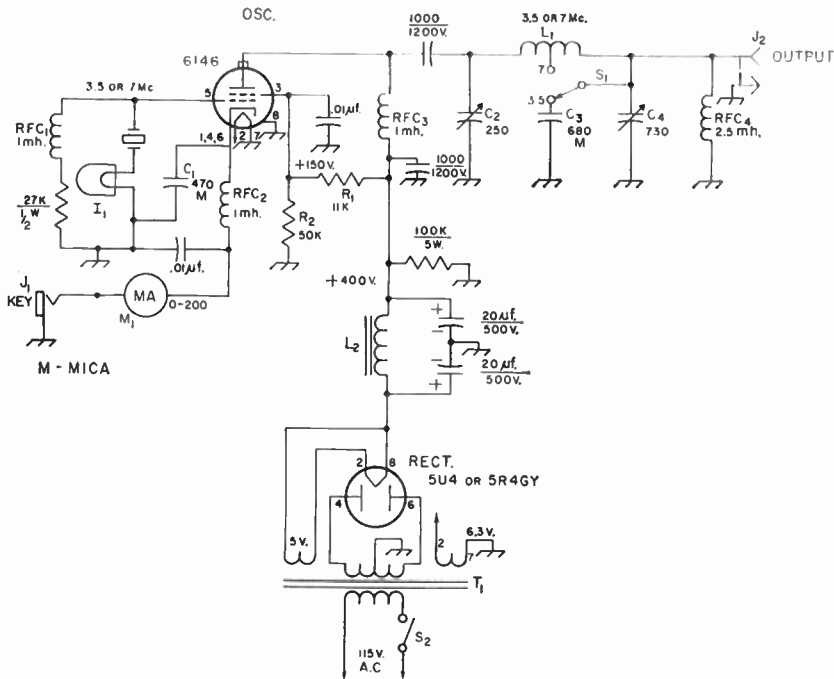 OSC.
1000
1200V.
3.5 OR 7Mc.
L1
J2
OUTPUT
6146
7
S1
3.5 OR 7Mc
5
3
.01µf.
3.5
8
RFC1
1mh.
RFC3
1mh.
C2
250
C3
680
M
C4
730
RFC4
2.5mh.
1,4,6
2
7
+150V.
1000
1200V.
C1
470
M
RFC2
1mh.
I1
27K
1/2 W
R1
11K
R2
50K
100K
5W.
.01µf.
+400V.
J1
KEY
MA
0-200
M1
+
20µf.
500V.
L2
–
–
20µf.
500V.
+
M - MICA
2
8
RECT.
5U4 OR 5R4GY
4
6
5V.
2
6.3V.
7
T1
S2
115V.
A.C